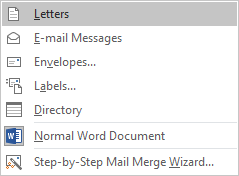 Letters
E-mail Messages
Envelopes...
Labels...
Directory
Normal Word Document
Step-by-Step Mail Merge Wizard...